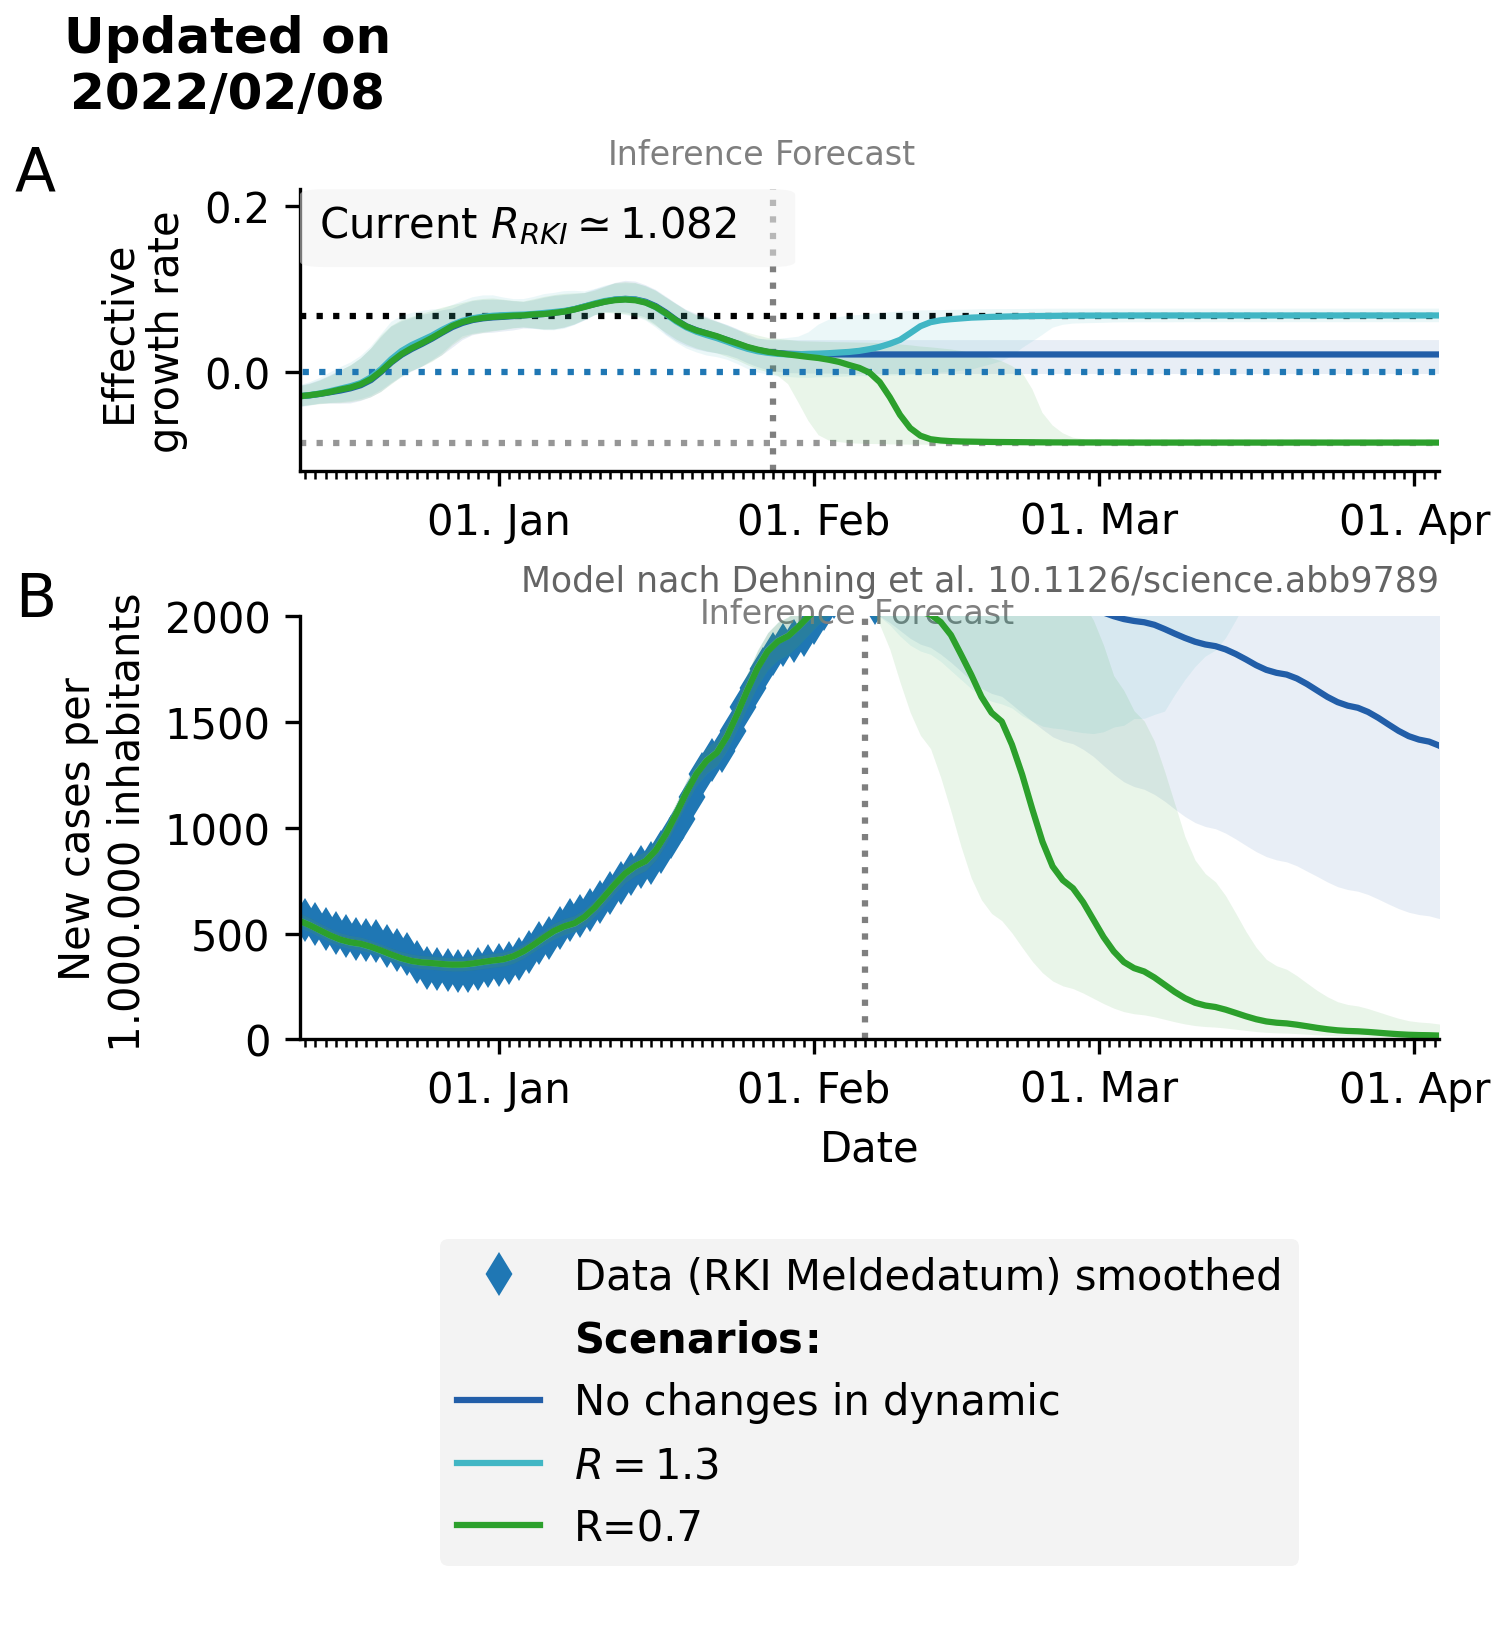 Updated on
2022/02/08
A
Inference Forecast
Current R_RKI ≃ 1.082
Effective
growth rate
0.2
0.0
01. Jan
01. Feb
01. Mar
01. Apr
B
Model nach Dehning et al. 10.1126/science.abb9789
Inference Forecast
New cases per
1.000.000 inhabitants
2000
1500
1000
500
0
01. Jan
01. Feb
01. Mar
01. Apr
Date
Data (RKI Meldedatum) smoothed
Scenarios:
No changes in dynamic
R = 1.3
R=0.7